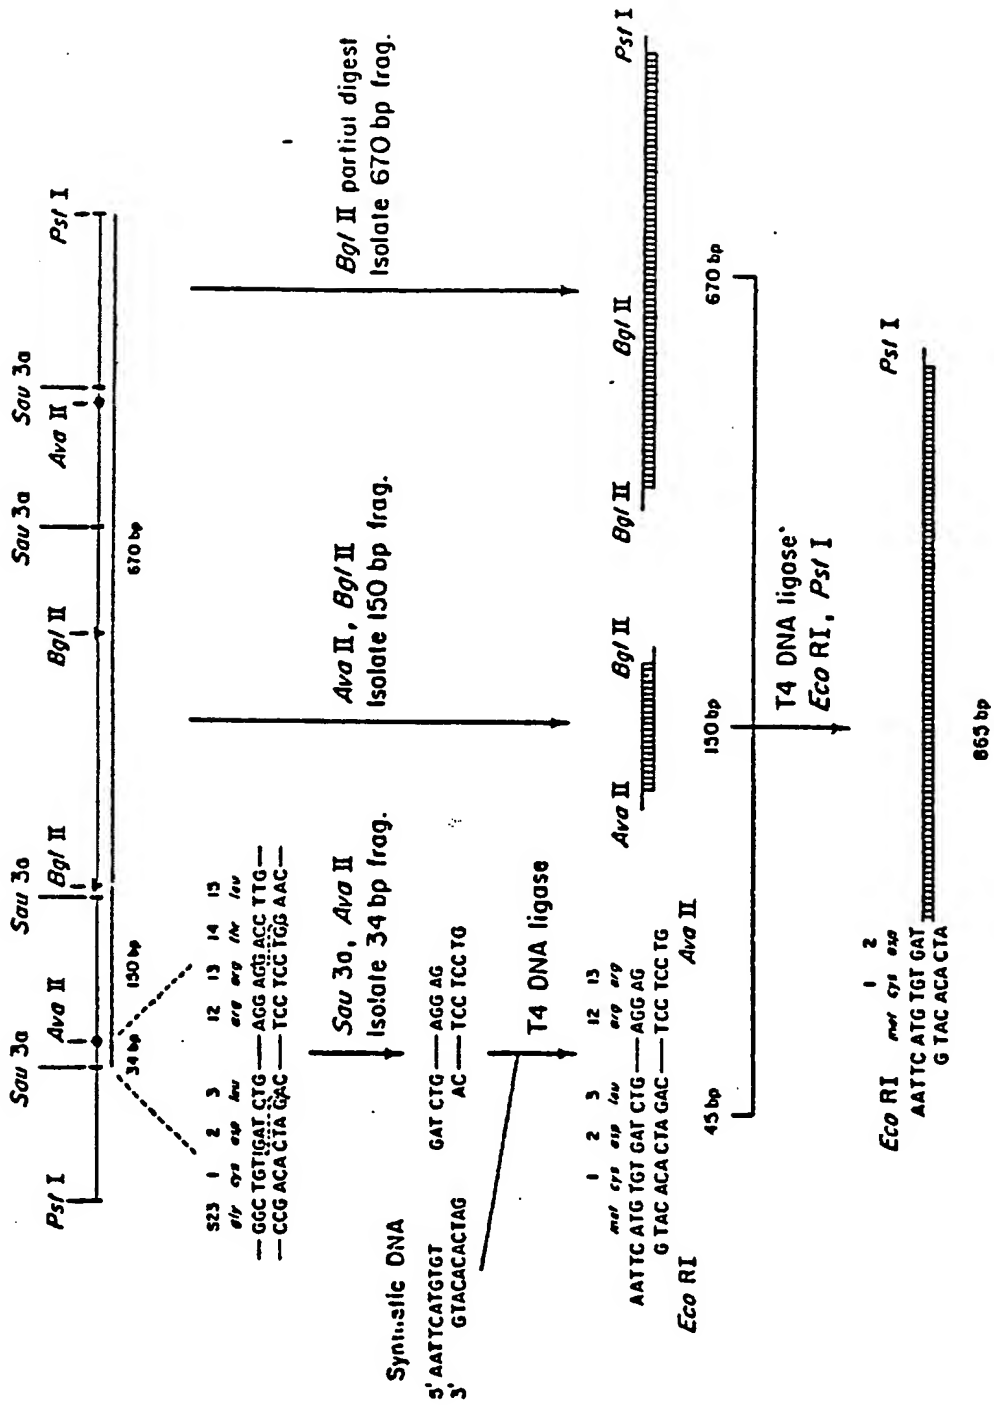 Sau 3a Sau 3a Sau 3a Sau 3a
Pst I Ava II Bgl II Bgl II Ava II Pst I
34 bp 150 bp 670 bp
S23 1 2 3 12 13 14 15
gly cys asp leu arg arg thr leu
— GGC TGT GAT CTG — AGG AGG ACC TTG —
— CCG ACA CTA GAC — TCC TCC TGG AAC —
Sau 3a, Ava II
Isolate 34 bp frag.
Ava II, Bgl II
Isolate 150 bp frag.
Bgl II partial digest
Isolate 670 bp frag.
Synthetic DNA
5' AATTCATGTGT GAT CTG — AGG AG
3' GTACACACTAG AC — TCC TCC TG
T4 DNA ligase
1 2 3 12 13
met cys asp leu arg arg
AATTC ATG TGT GAT CTG — AGG AG
G TAC ACA CTA GAC — TCC TCC TG
Eco RI Ava II
Ava II Bgl II
Bgl II Bgl II Pst I
45 bp 150 bp 670 bp
T4 DNA ligase
Eco RI, Pst I
1 2
Eco RI met cys asp Pst I
AATTC ATG TGT GAT
G TAC ACA CTA
865 bp